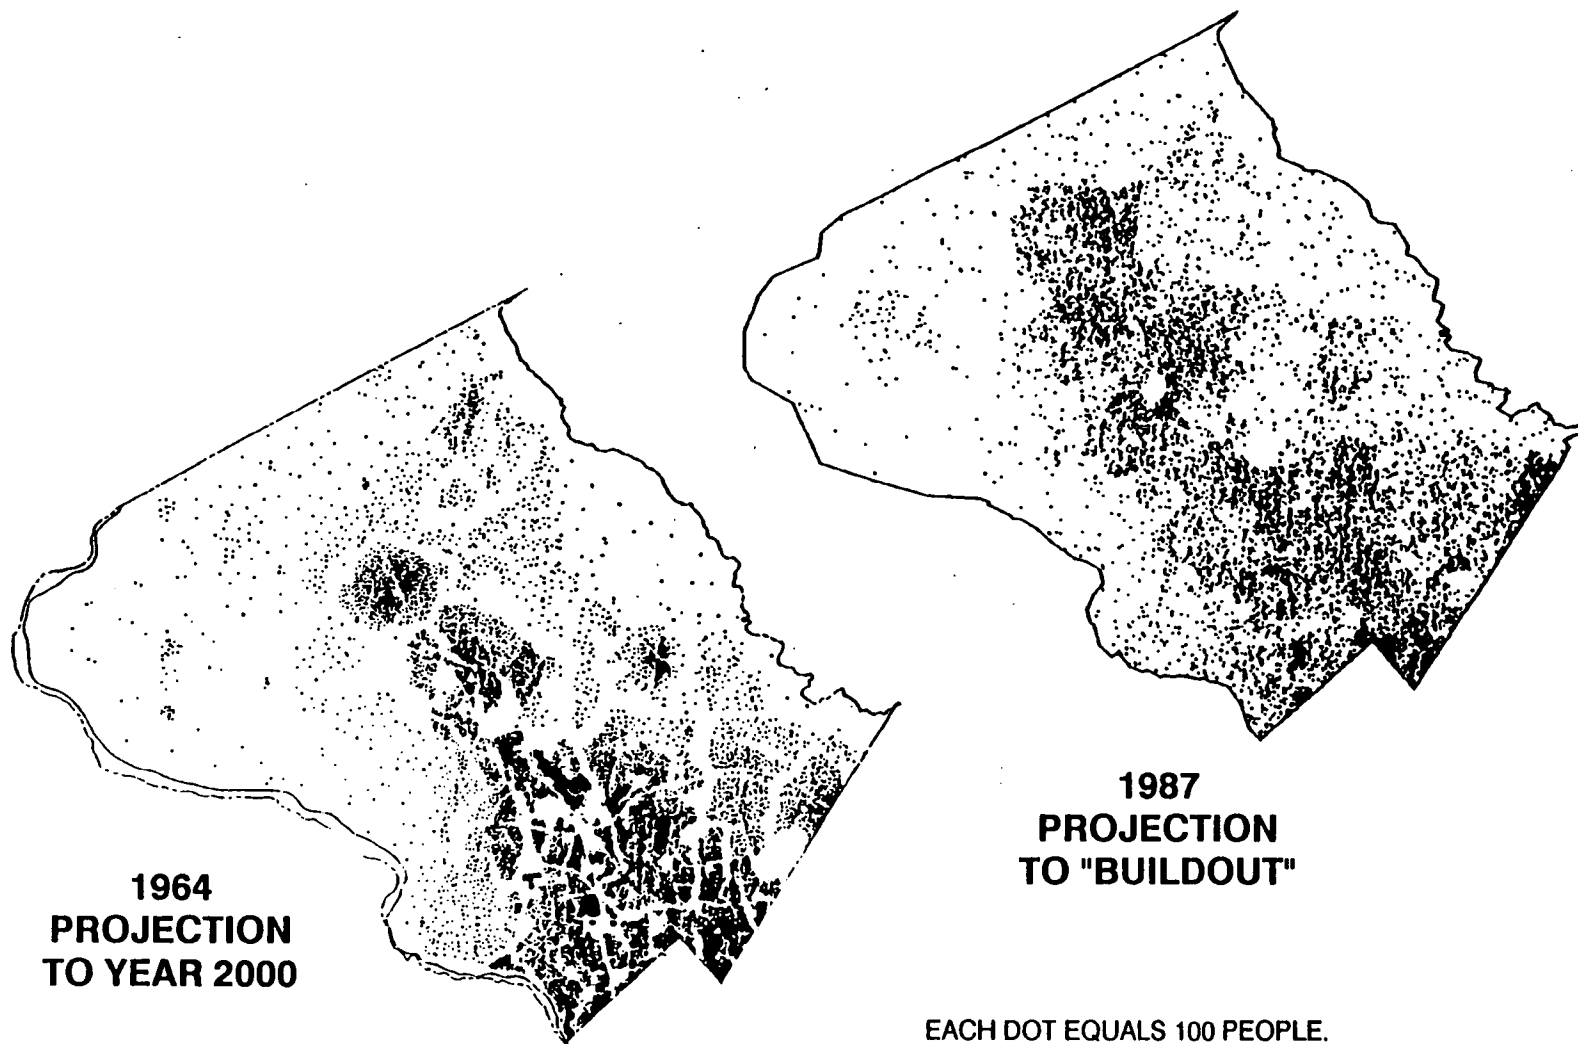 1964
PROJECTION
TO YEAR 2000
1987
PROJECTION
TO "BUILDOUT"
EACH DOT EQUALS 100 PEOPLE.